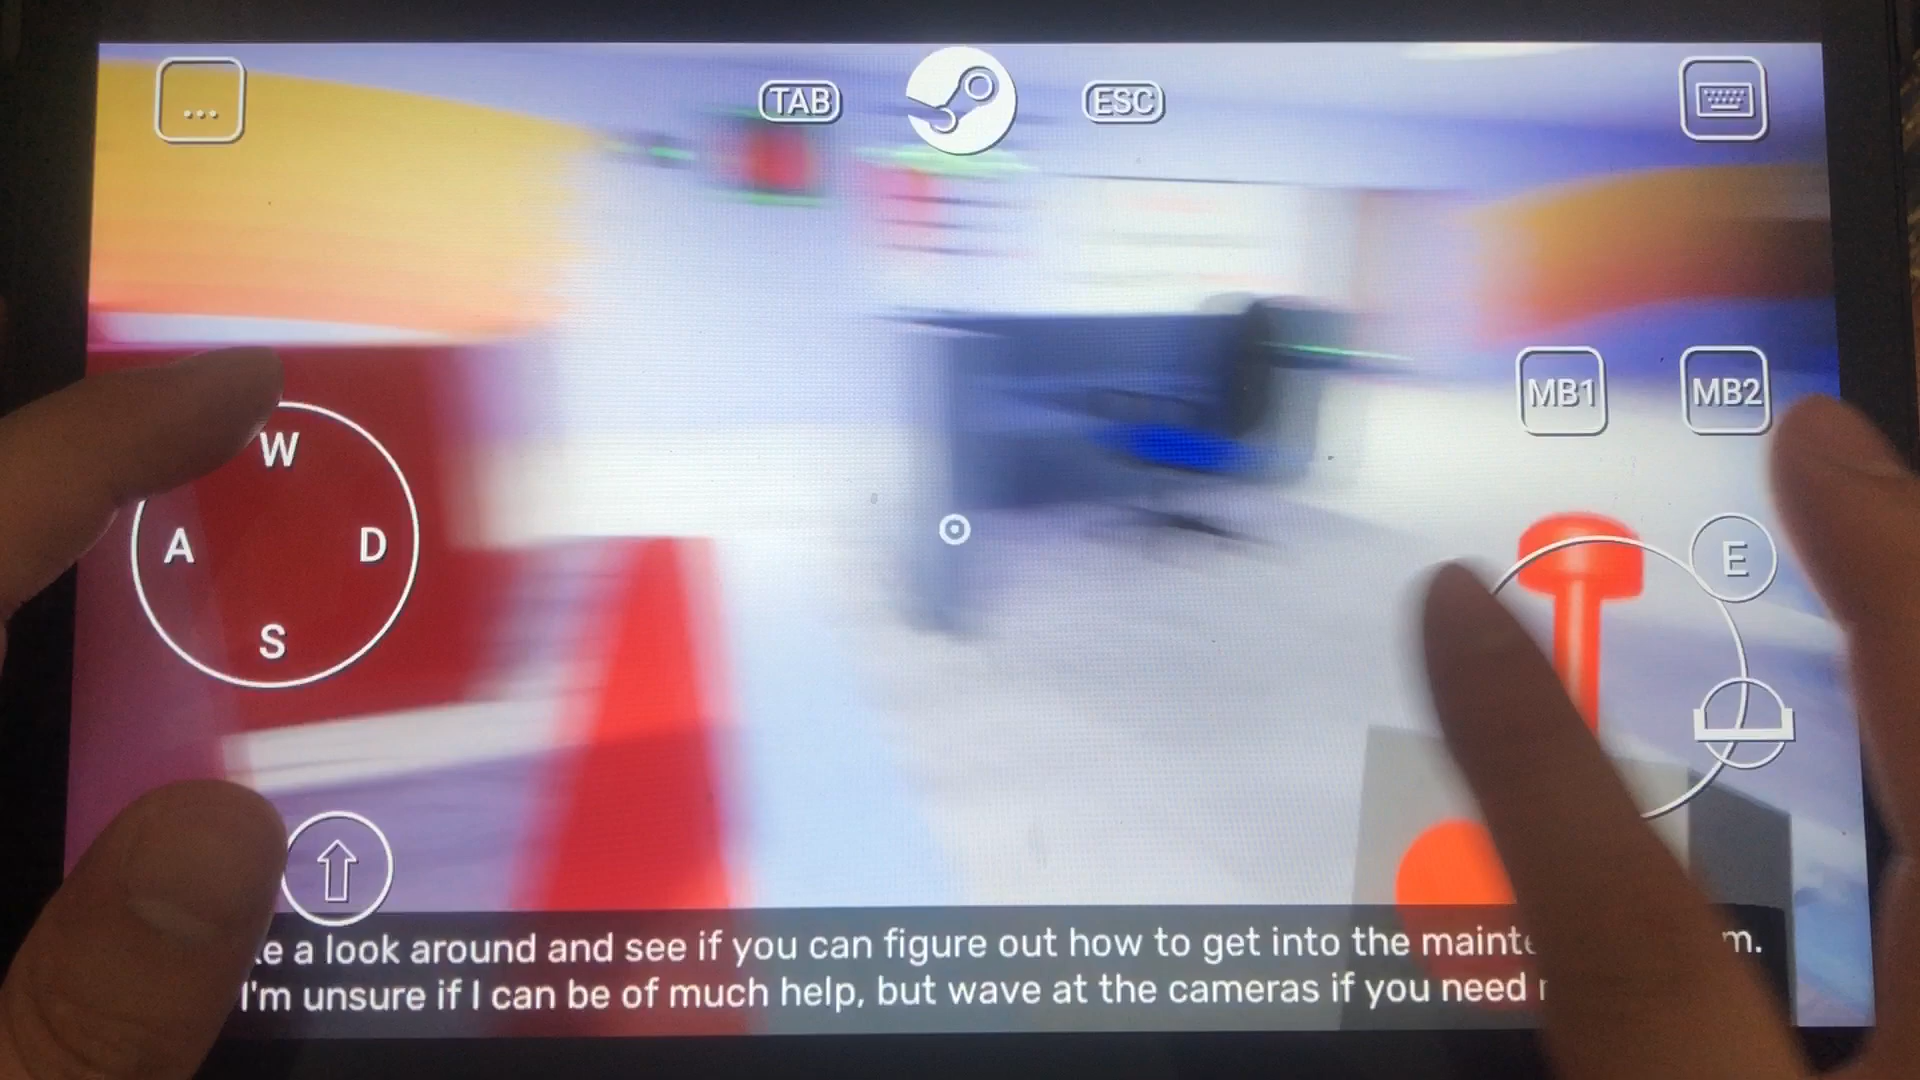 ...
TAB
ESC
MB1
MB2
W
A
D
S
E
a look around and see if you can figure out how to get into the
I'm unsure if I can be of much help, but wave at the cameras if you need